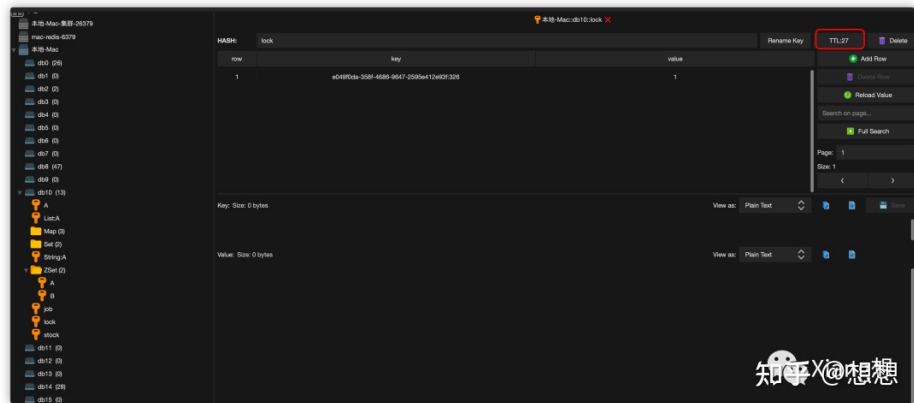 本地-Mac-集群-26379
mac-redis-6379
本地-Mac
db0 (26)
db1 (0)
db2 (2)
db3 (0)
db4 (0)
db5 (0)
db6 (0)
db7 (0)
db8 (47)
db9 (0)
db10 (13)
A
List:A
Map (3)
Set (2)
String:A
ZSet (2)
A
B
job
lock
stock
db11 (0)
db12 (0)
db13 (0)
db14 (28)
db15 (0)
本地-Mac::db10::lock
HASH: lock Rename Key TTL:27 Delete
row key value
1 e049f0da-358f-4686-9647-2595e412e93f:326 1
Add Row
Delete Row
Reload Value
Search on page...
Full Search
Page: 1
Size: 1
Key: Size: 0 bytes View as: Plain Text Save
Value: Size: 0 bytes View as: Plain Text
知乎 @想想